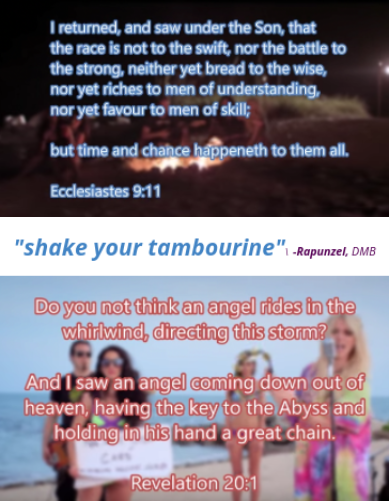 I returned, and saw under the Son, that
the race is not to the swift, nor the battle to
the strong, neither yet bread to the wise,
nor yet riches to men of understanding,
nor yet favour to men of skill;
but time and chance happeneth to them all.
Ecclesiastes 9:11
"shake your tambourine"\ -Rapunzel, DMB
Do you not think an angel rides in the
whirlwind, directing this storm?
And I saw an angel coming down out of
heaven, having the key to the Abyss and
holding in his hand a great chain.
Revelation 20:1